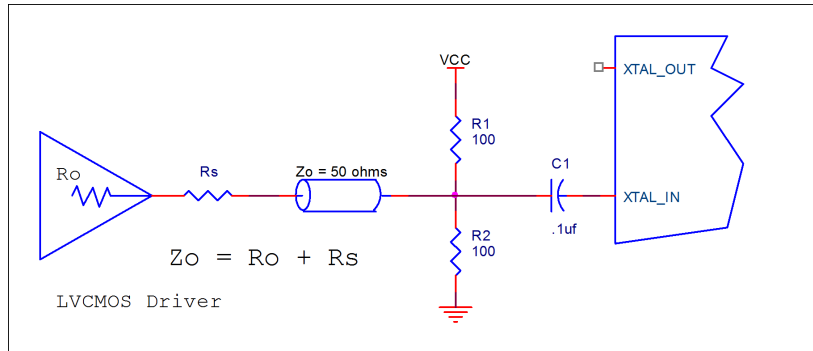 VCC
XTAL_OUT
R1
100
Ro
Rs
Zo = 50 ohms
C1
XTAL_IN
.1uf
R2
100
Zo = Ro + Rs
LVCMOS Driver